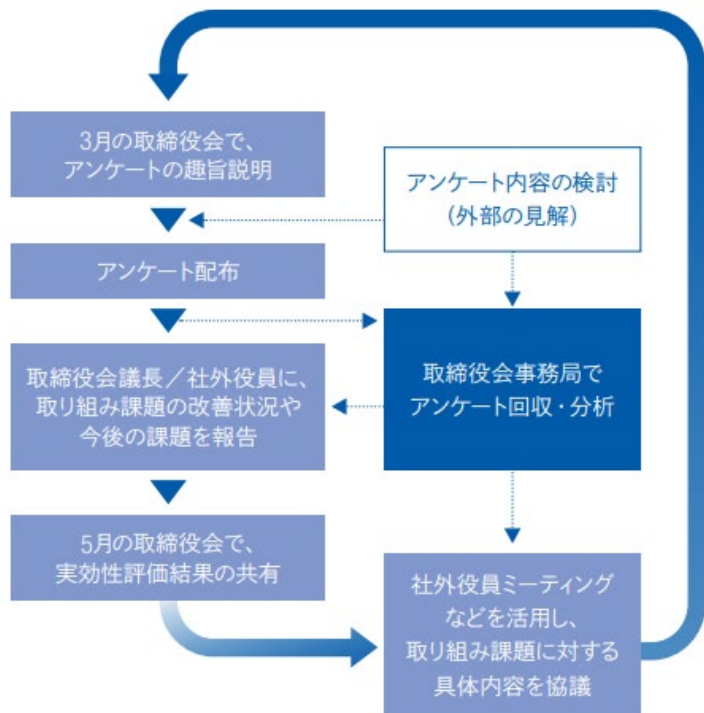 3月の取締役会で、
アンケートの趣旨説明
アンケート内容の検討
(外部の見解)
アンケート配布
取締役会議長／社外役員に、
取り組み課題の改善状況や
今後の課題を報告
取締役会事務局で
アンケート回収・分析
5月の取締役会で、
実効性評価結果の共有
社外役員ミーティング
などを活用し、
取り組み課題に対する
具体内容を協議